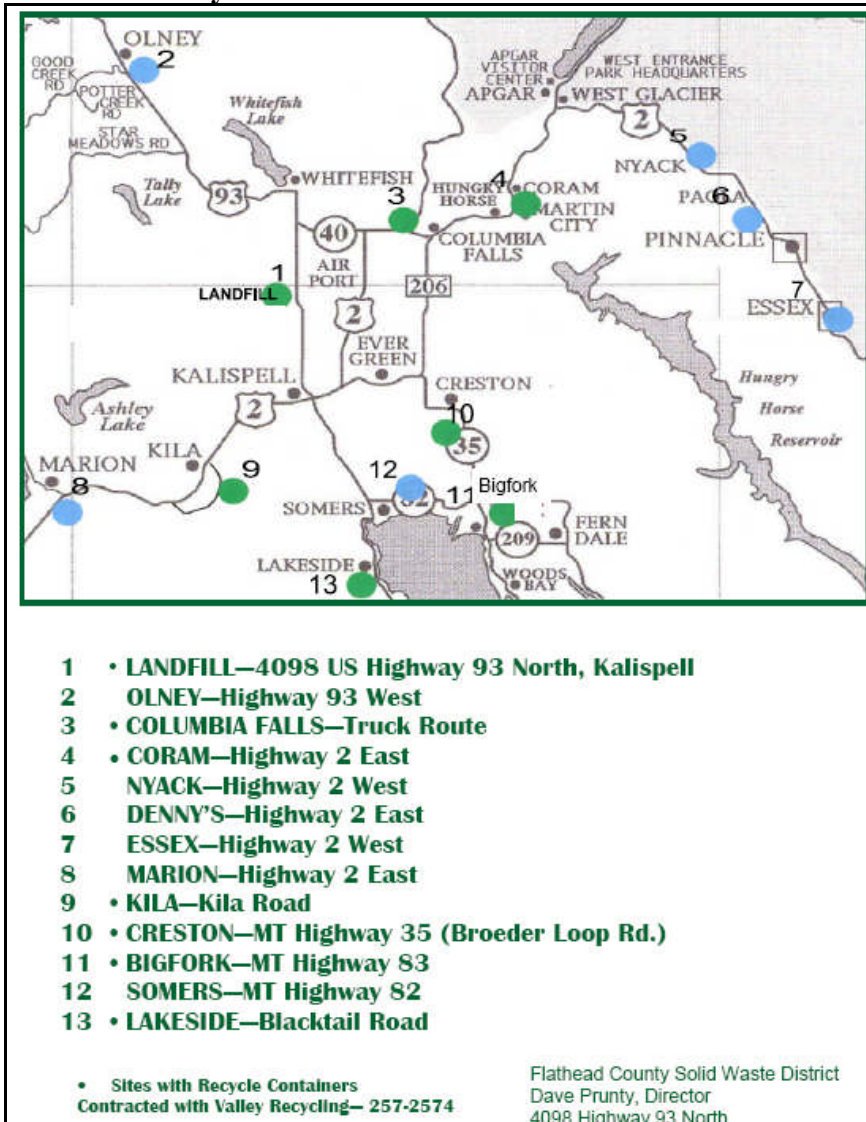 OLNEY
2
GOOD
CREEK
RD
POTTER
CREEK
RD
STAR
MEADOWS RD
Whitefish
Lake
Tally
Lake
93
WHITEFISH
APGAR
VISITOR
CENTER
WEST ENTRANCE
PARK HEADQUARTERS
APGAR
WEST GLACIER
2
5
NYACK
4
3
HUNGRY
HORSE
CORAM
MARTIN
CITY
6
PINNACLE
40
COLUMBIA
FALLS
AIR
PORT
206
1
LANDFILL
7
ESSEX
2
EVER
GREEN
KALISPELL
2
CRESTON
10
35
Hungry
Horse
Reservoir
Ashley
Lake
KILA
MARION
8
9
12
11
Bigfork
SOMERS
209
FERN
DALE
LAKESIDE
13
WOODS
BAY
1 • LANDFILL—4098 US Highway 93 North, Kalispell
2 OLNEY—Highway 93 West
3 • COLUMBIA FALLS—Truck Route
4 • CORAM—Highway 2 East
5 NYACK—Highway 2 West
6 DENNY'S—Highway 2 East
7 ESSEX—Highway 2 West
8 MARION—Highway 2 East
9 • KILA—Kila Road
10 • CRESTON—MT Highway 35 (Broeder Loop Rd.)
11 • BIGFORK—MT Highway 83
12 SOMERS—MT Highway 82
13 • LAKESIDE—Blacktail Road
• Sites with Recycle Containers
Contracted with Valley Recycling— 257-2574
Flathead County Solid Waste District
Dave Prunty, Director
4098 Highway 93 North